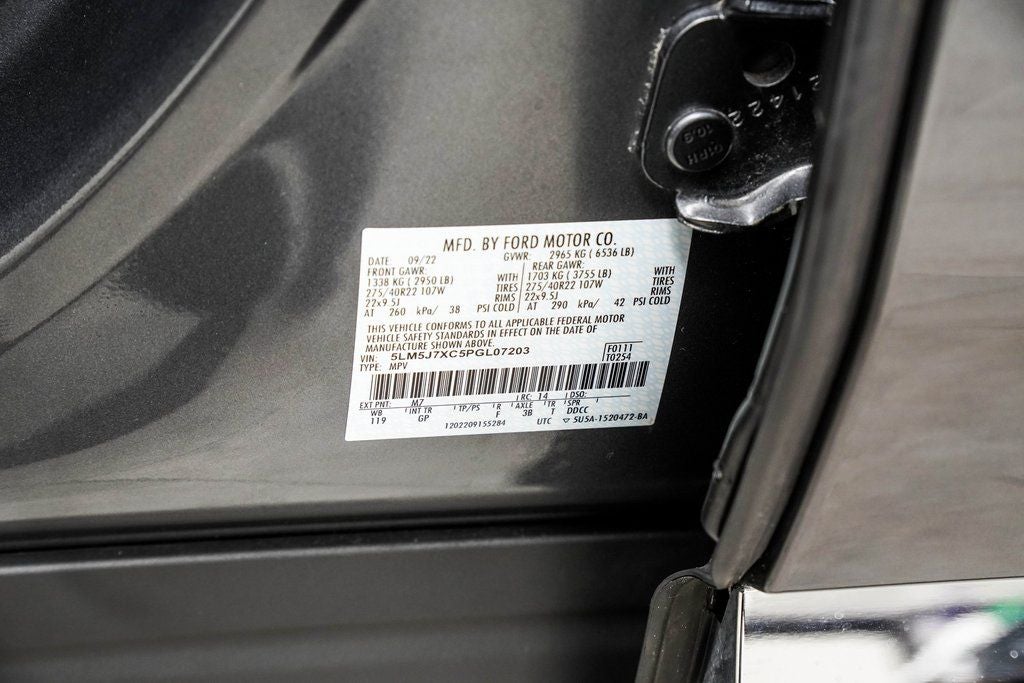 21422
01PH
10.9
MFD. BY FORD MOTOR CO.
DATE: 09/22 GVWR: 2965 KG ( 6536 LB)
FRONT GAWR: REAR GAWR:
1338 KG ( 2950 LB) WITH 1703 KG ( 3755 LB) WITH
275/40R22 107W TIRES 275/40R22 107W TIRES
22x9.5J RIMS 22x9.5J RIMS
AT 260 kPa/ 38 PSI COLD AT 290 kPa/ 42 PSI COLD
THIS VEHICLE CONFORMS TO ALL APPLICABLE FEDERAL MOTOR
VEHICLE SAFETY STANDARDS IN EFFECT ON THE DATE OF
MANUFACTURE SHOWN ABOVE.
VIN: 5LM5J7XC5PGL07203 F0111
TYPE: MPV T0254
EXT PNT: M7 RC: 14 DSO:
WB INT TR TP/PS R AXLE TR SPR
119 GP F 3B T DDCC
1202209155284 UTC ▽ 5U5A-1520472-BA